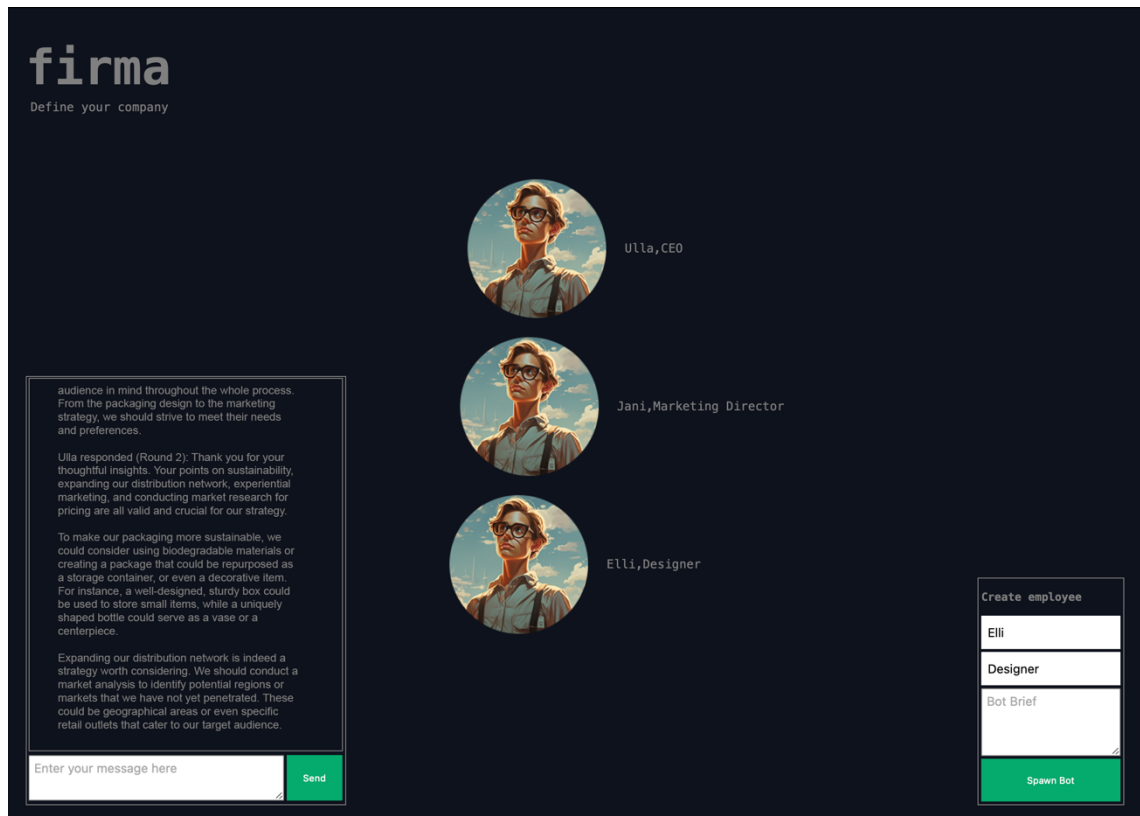 firma
Define your company
Ulla,CEO
Jani,Marketing Director
Elli,Designer
audience in mind throughout the whole process.
From the packaging design to the marketing
strategy, we should strive to meet their needs
and preferences.
Ulla responded (Round 2): Thank you for your
thoughtful insights. Your points on sustainability,
expanding our distribution network, experiential
marketing, and conducting market research for
pricing are all valid and crucial for our strategy.
To make our packaging more sustainable, we
could consider using biodegradable materials or
creating a package that could be repurposed as
a storage container, or even a decorative item.
For instance, a well-designed, sturdy box could
be used to store small items, while a uniquely
shaped bottle could serve as a vase or a
centerpiece.
Expanding our distribution network is indeed a
strategy worth considering. We should conduct a
market analysis to identify potential regions or
markets that we have not yet penetrated. These
could be geographical areas or even specific
retail outlets that cater to our target audience.
Enter your message here
Send
Create employee
Elli
Designer
Bot Brief
Spawn Bot